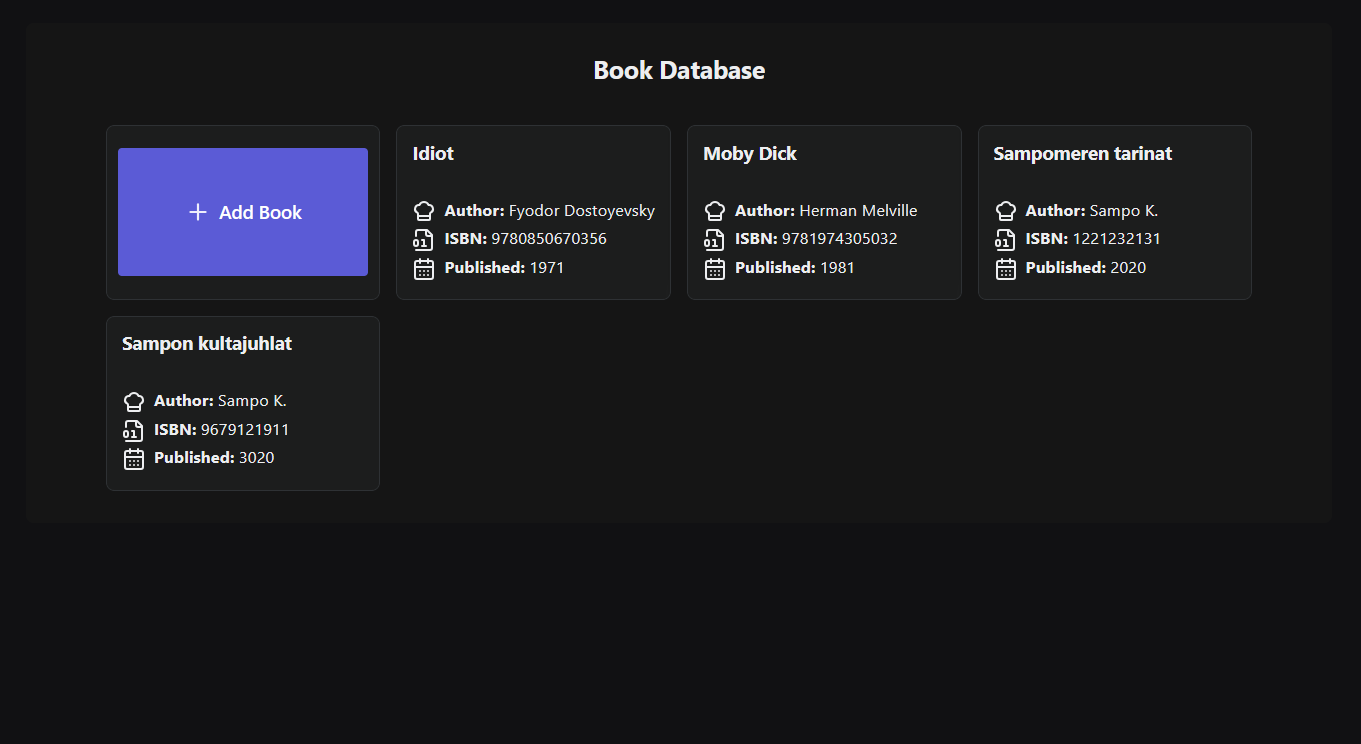 Book Database
Add Book
Idiot
Author: Fyodor Dostoyevsky
ISBN: 9780850670356
Published: 1971
Moby Dick
Author: Herman Melville
ISBN: 9781974305032
Published: 1981
Sampomeren tarinat
Author: Sampo K.
ISBN: 1221232131
Published: 2020
Sampon kultajuhlat
Author: Sampo K.
ISBN: 9679121911
Published: 3020